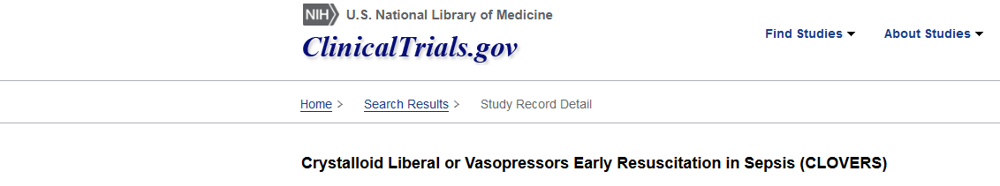 NIH U.S. National Library of Medicine
ClinicalTrials.gov
Find Studies About Studies
Home > Search Results > Study Record Detail
Crystalloid Liberal or Vasopressors Early Resuscitation in Sepsis (CLOVERS)